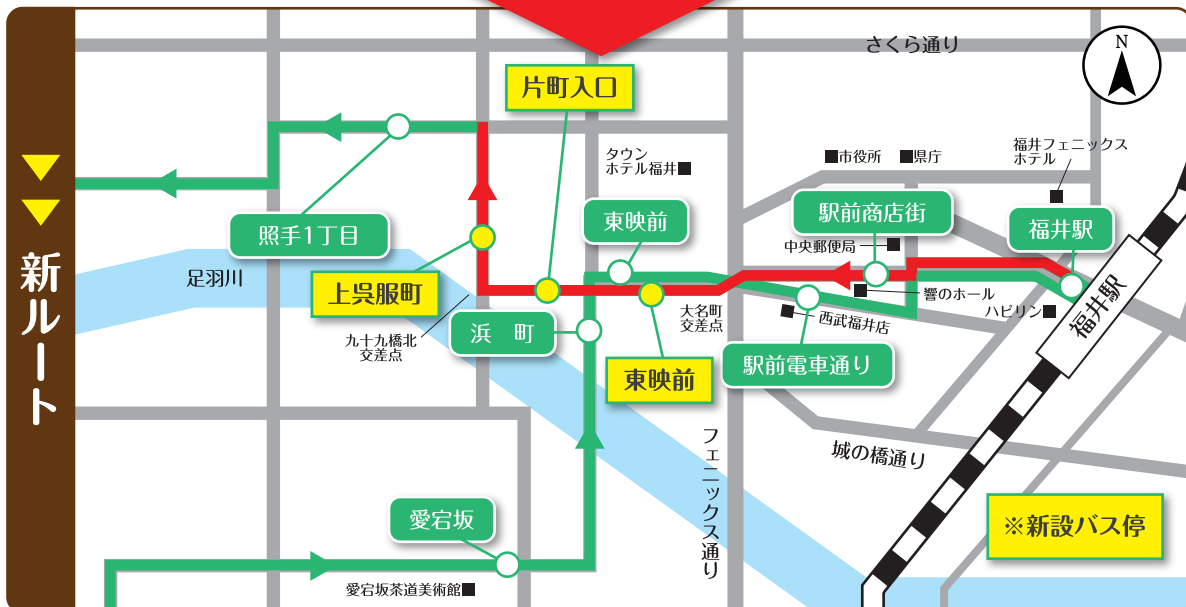 新ルート
さくら通り
N
片町入口
タウン
ホテル福井■
■市役所
■県庁
福井フェニックス
ホテル
照手1丁目
東映前
駅前商店街
福井駅
中央郵便局
足羽川
上呉服町
九十九橋北
交差点
浜 町
大名町
交差点
響のホール
ハピリン■
西武福井店
福井駅
東映前
駅前電車通り
フェニックス通り
城の橋通り
愛宕坂
※新設バス停
愛宕坂茶道美術館■